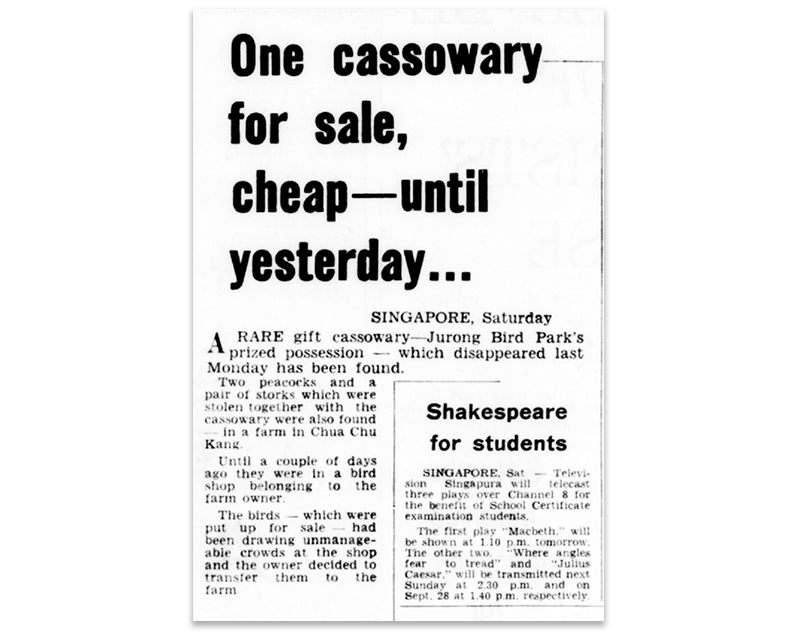 One cassowary
for sale,
cheap—until
yesterday...
SINGAPORE, Saturday
A RARE gift cassowary—Jurong Bird Park's
prized possession — which disappeared last
Monday has been found.
Two peacocks and a
pair of storks which were
stolen together with the
cassowary were also found
— in a farm in Chua Chu
Kang.
Until a couple of days
ago they were in a bird
shop belonging to the
farm owner.
The birds — which were
put up for sale — had
been drawing unmanage-
able crowds at the shop
and the owner decided to
transfer them to the
farm
Shakespeare
for students
SINGAPORE, Sat — Televi-
sion Singapura will telecast
three plays over Channel 8 for
the benefit of School Certificate
examination students.
The first play "Macbeth," will
be shown at 1.10 p.m. tomorrow.
The other two, "Where angles
fear to tread" and "Julius
Caesar," will be transmitted next
Sunday at 2.30 p.m. and on
Sept. 28 at 1.40 p.m. respectively.